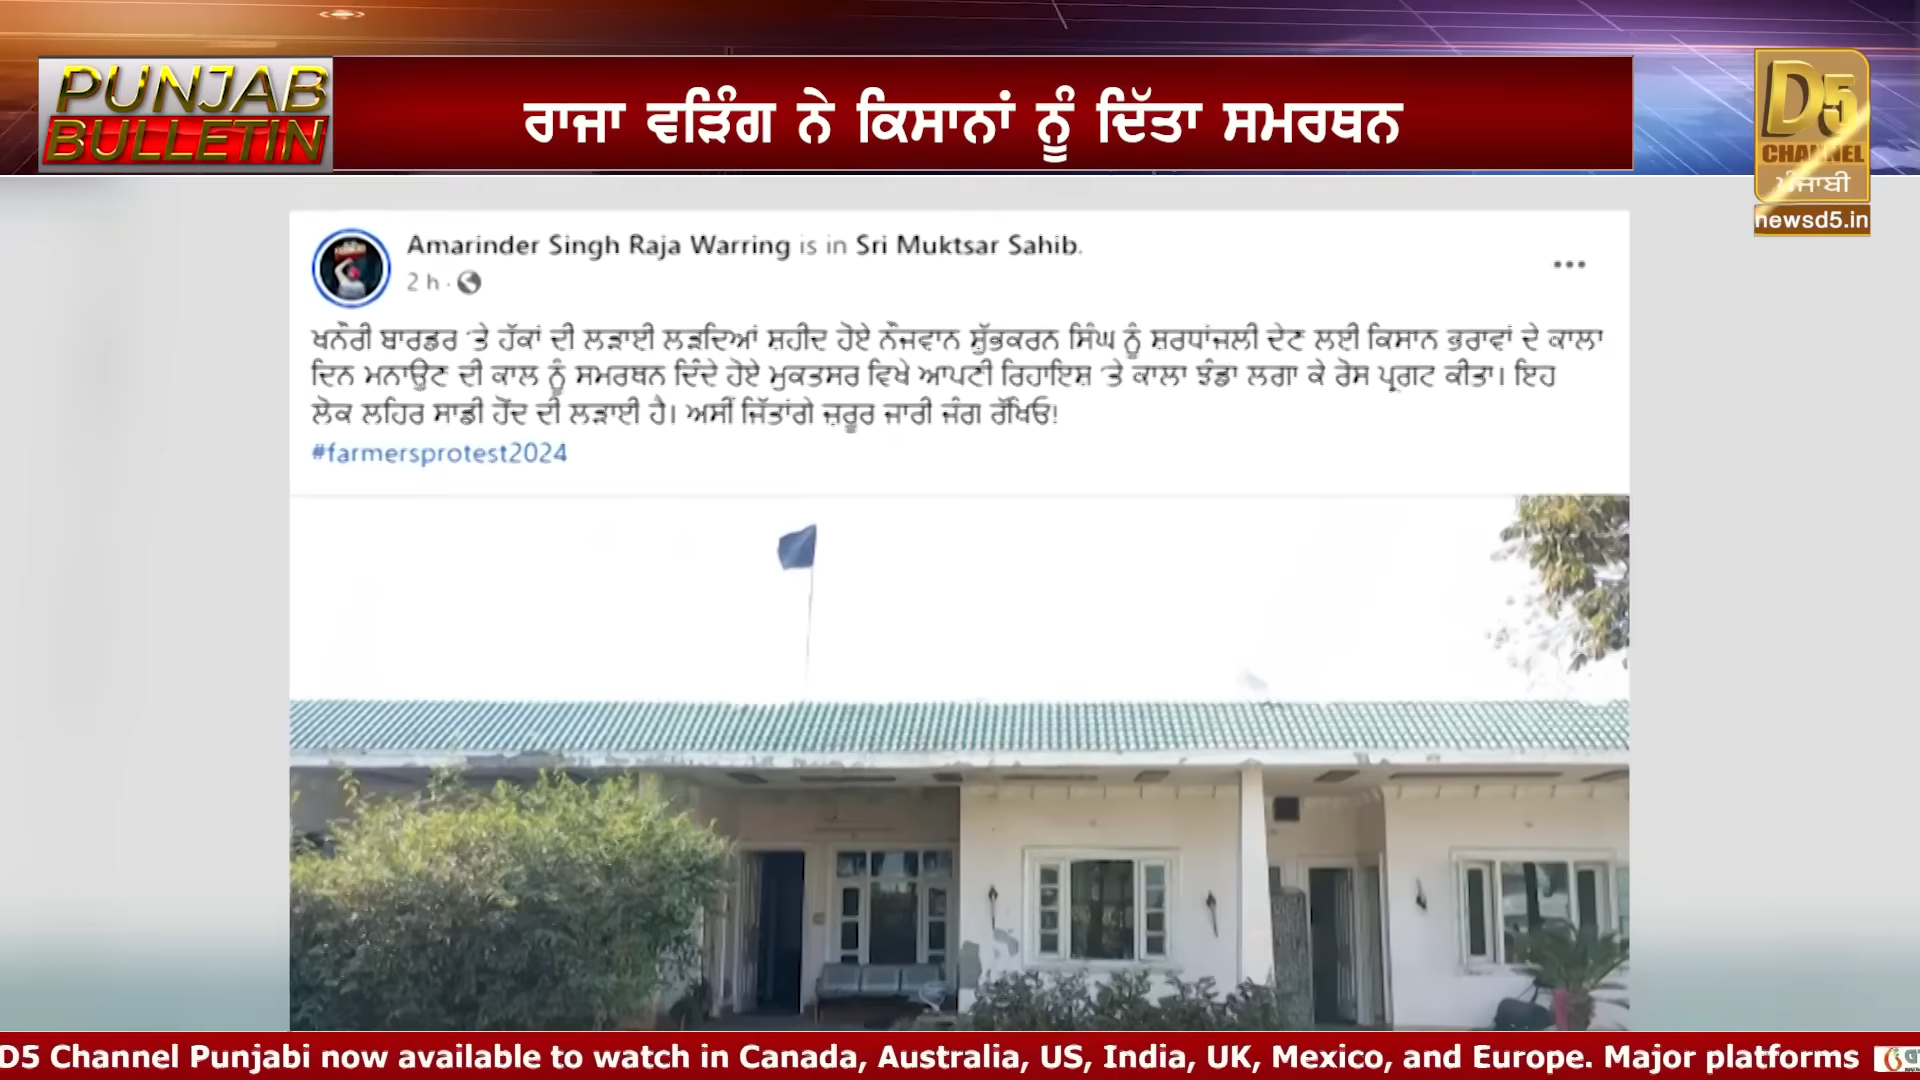 PUNJAB
BULLETIN
ਰਾਜਾ ਵੜਿੰਗ ਨੇ ਕਿਸਾਨਾਂ ਨੂੰ ਦਿੱਤਾ ਸਮਰਥਨ
D5
CHANNEL
ਪੰਜਾਬੀ
newsd5.in
Amarinder Singh Raja Warring is in Sri Muktsar Sahib.
2 h ·
ਖਨੌਰੀ ਬਾਰਡਰ 'ਤੇ ਹੱਕਾਂ ਦੀ ਲੜਾਈ ਲੜਦਿਆਂ ਸ਼ਹੀਦ ਹੋਏ ਨੌਜਵਾਨ ਸ਼ੁੱਭਕਰਨ ਸਿੰਘ ਨੂੰ ਸ਼ਰਧਾਂਜਲੀ ਦੇਣ ਲਈ ਕਿਸਾਨ ਭਰਾਵਾਂ ਦੇ ਕਾਲਾ
ਦਿਨ ਮਨਾਉਣ ਦੀ ਕਾਲ ਨੂੰ ਸਮਰਥਨ ਦਿੰਦੇ ਹੋਏ ਮੁਕਤਸਰ ਵਿਖੇ ਆਪਣੀ ਰਿਹਾਇਸ਼ 'ਤੇ ਕਾਲਾ ਝੰਡਾ ਲਗਾ ਕੇ ਰੋਸ ਪ੍ਰਗਟ ਕੀਤਾ। ਇਹ
ਲੋਕ ਲਹਿਰ ਸਾਡੀ ਹੋਂਦ ਦੀ ਲੜਾਈ ਹੈ। ਅਸੀਂ ਜਿੱਤਾਂਗੇ ਜ਼ਰੂਰ ਜਾਰੀ ਜੰਗ ਰੱਖਿਓ!
#farmersprotest2024
D5 Channel Punjabi now available to watch in Canada, Australia, US, India, UK, Mexico, and Europe. Major platforms